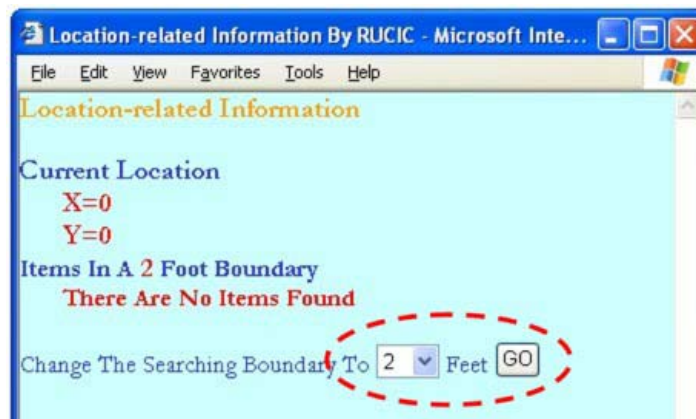 Location-related Information By RUCIC - Microsoft Inte...
File Edit View Favorites Tools Help
Location-related Information
Current Location
X=0
Y=0
Items In A 2 Foot Boundary
There Are No Items Found
Change The Searching Boundary To 2 Feet GO